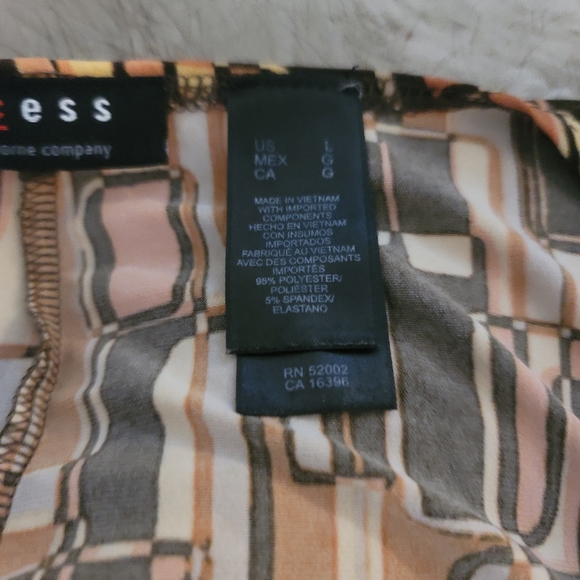 ess
orne company
US L
MEX G
CA G
MADE IN VIETNAM
WITH IMPORTED
COMPONENTS
HECHO EN VIETNAM
CON INSUMOS
IMPORTADOS
FABRIQUÉ AU VIETNAM
AVEC DES COMPOSANTS
IMPORTÉS
95% POLYESTER/
POLIÉSTER
5% SPANDEX/
ELASTANO
RN 52002
CA 16396